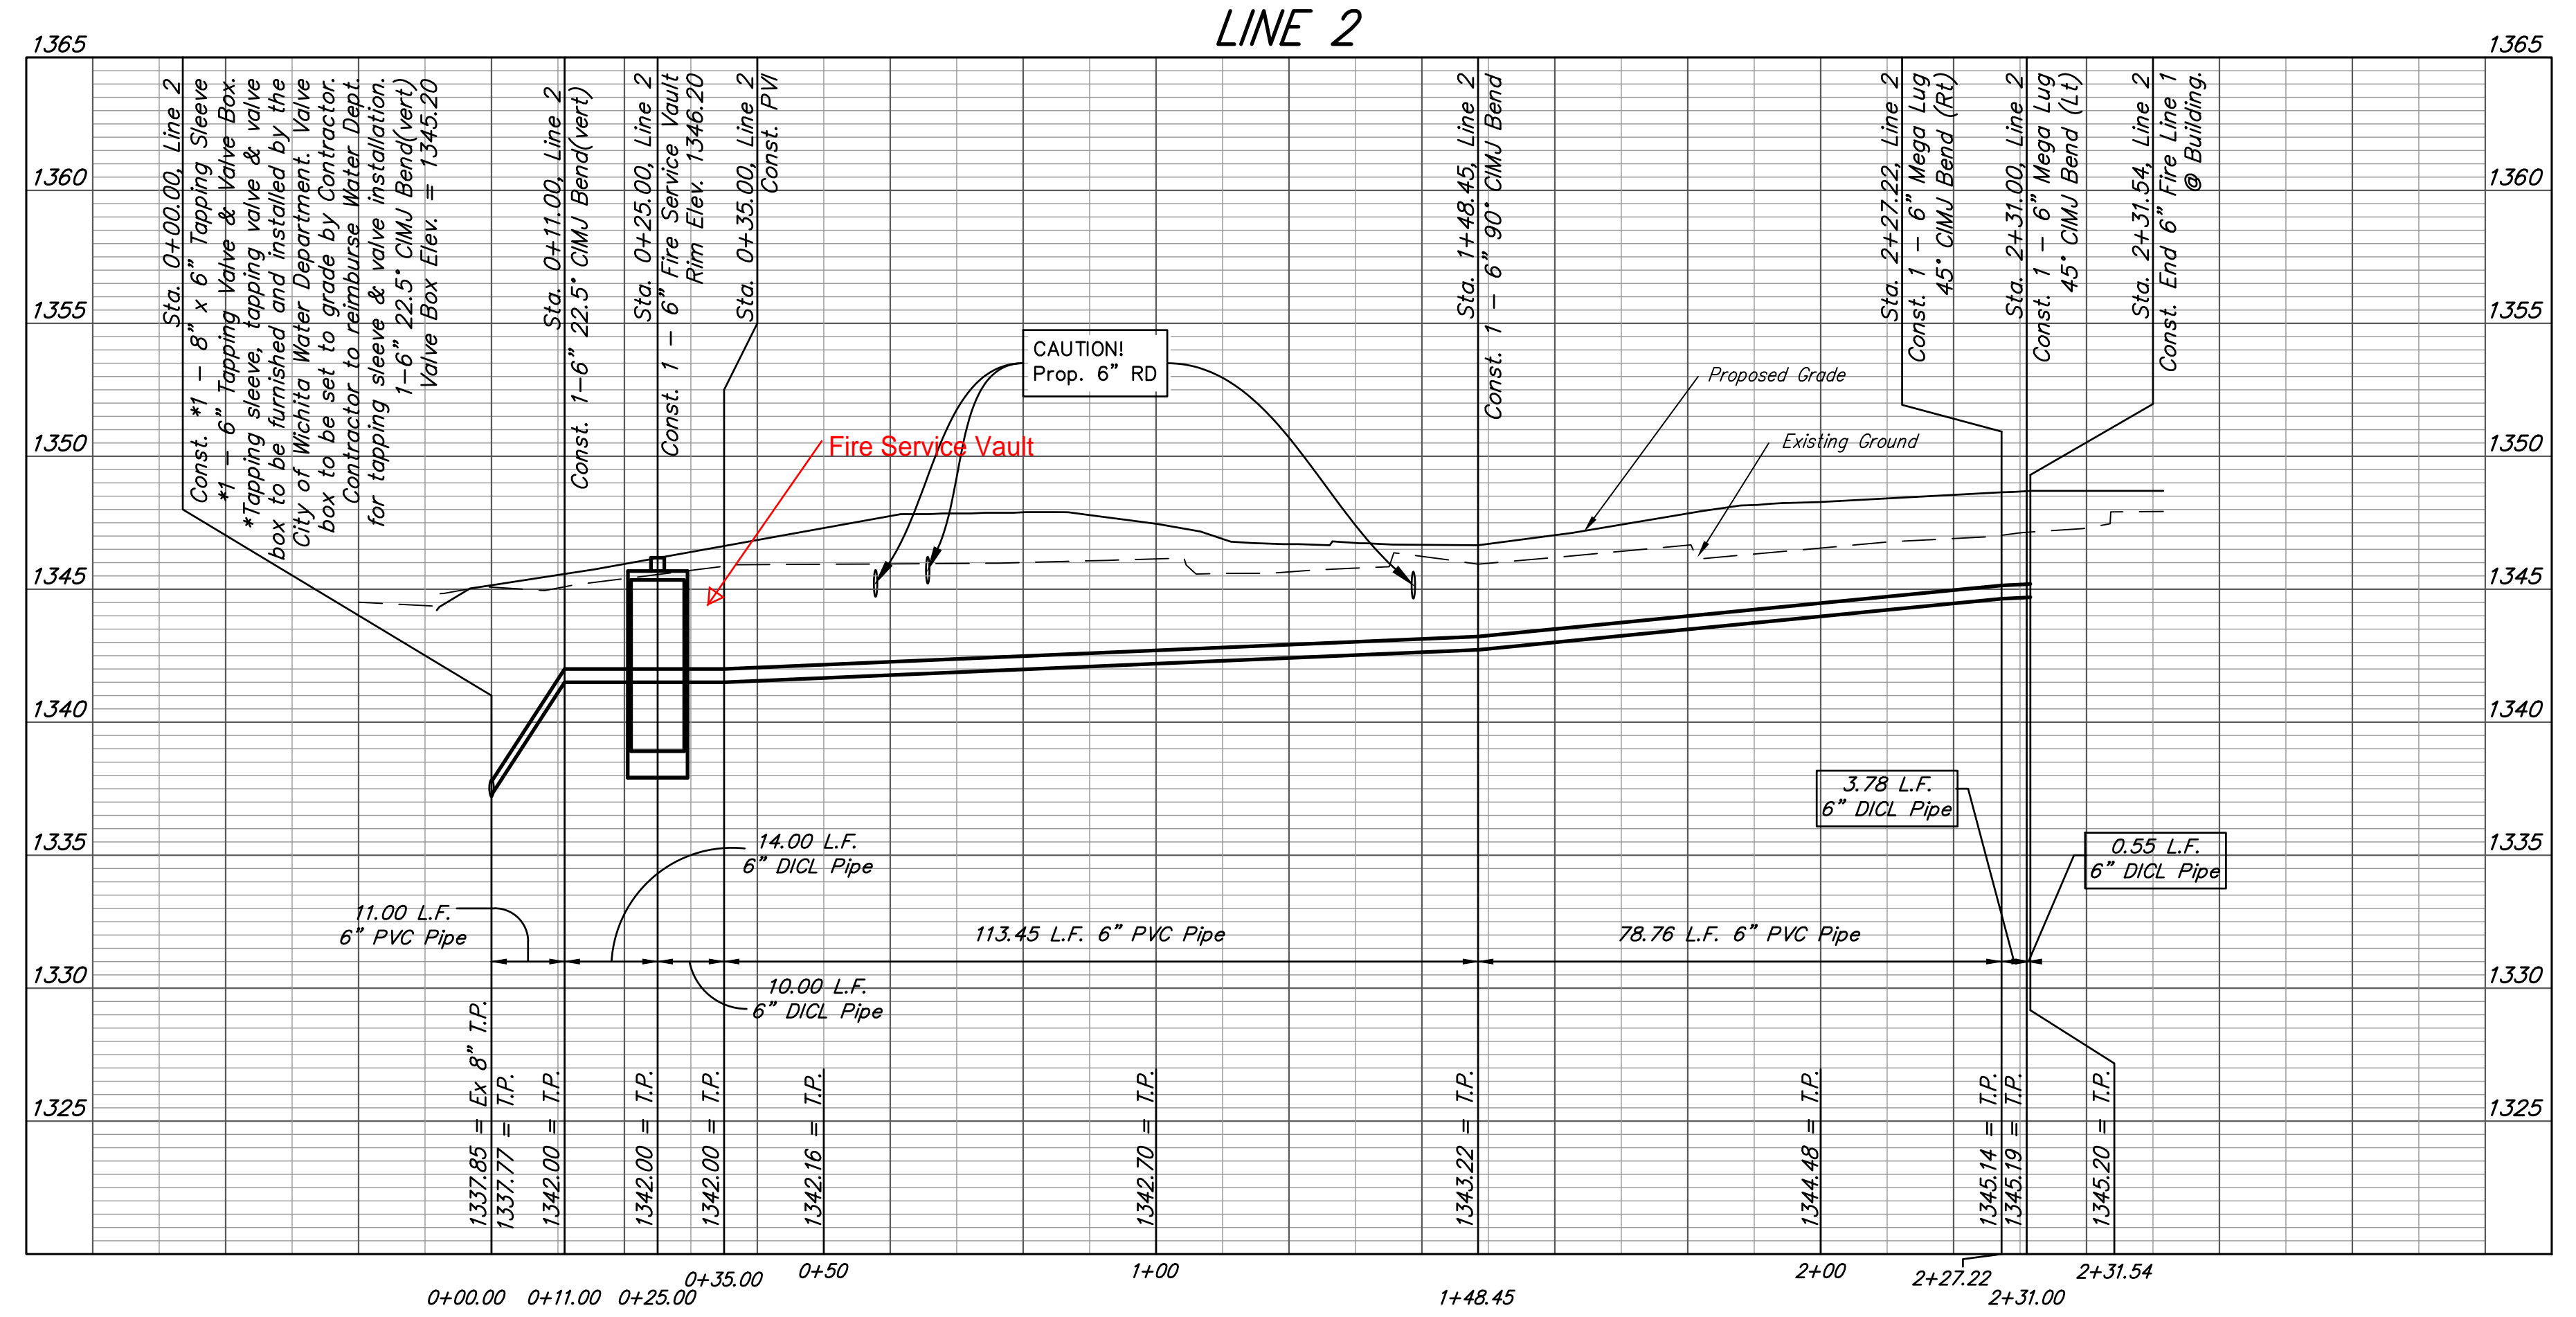 LINE 2
1365
1365
1360
1360
1355
1355
1350
1350
1345
1345
1340
1340
1335
1335
1330
1330
1325
1325
Sta. 0+00.00, Line 2
Const. *1 - 8" x 6" Tapping Sleeve
*1 - 6" Tapping Valve & Valve Box.
*Tapping sleeve, tapping valve & valve
box to be furnished and installed by the
City of Wichita Water Department. Valve
box to be set to grade by Contractor.
Contractor to reimburse Water Dept.
for tapping sleeve & valve installation.
1-6" 22.5° CIMJ Bend(vert)
Valve Box Elev. = 1345.20
Sta. 0+11.00, Line 2
Const. 1-6" 22.5° CIMJ Bend(vert)
Sta. 0+25.00, Line 2
Const. 1 - 6" Fire Service Vault
Rim Elev. 1346.20
Sta. 0+35.00, Line 2
Const. PVI
Sta. 1+48.45, Line 2
Const. 1 - 6" 90° CIMJ Bend
Sta. 2+27.22, Line 2
Const. 1 - 6" Mega Lug
45° CIMJ Bend (Rt)
Sta. 2+31.00, Line 2
Const. 1 - 6" Mega Lug
45° CIMJ Bend (Lt)
Sta. 2+31.54, Line 2
Const. End 6" Fire Line 1
@ Building.
CAUTION!
Prop. 6" RD
Proposed Grade
Existing Ground
Fire Service Vault
3.78 L.F.
6" DICL Pipe
0.55 L.F.
6" DICL Pipe
14.00 L.F.
6" DICL Pipe
11.00 L.F.
6" PVC Pipe
113.45 L.F. 6" PVC Pipe
78.76 L.F. 6" PVC Pipe
10.00 L.F.
6" DICL Pipe
1337.85 = Ex 8" T.P.
1337.77 = T.P.
1342.00 = T.P.
1342.00 = T.P.
1342.00 = T.P.
1342.16 = T.P.
1342.70 = T.P.
1343.22 = T.P.
1344.48 = T.P.
1345.14 = T.P.
1345.19 = T.P.
1345.20 = T.P.
0+00.00
0+11.00
0+25.00
0+35.00
0+50
1+00
1+48.45
2+00
2+27.22
2+31.00
2+31.54